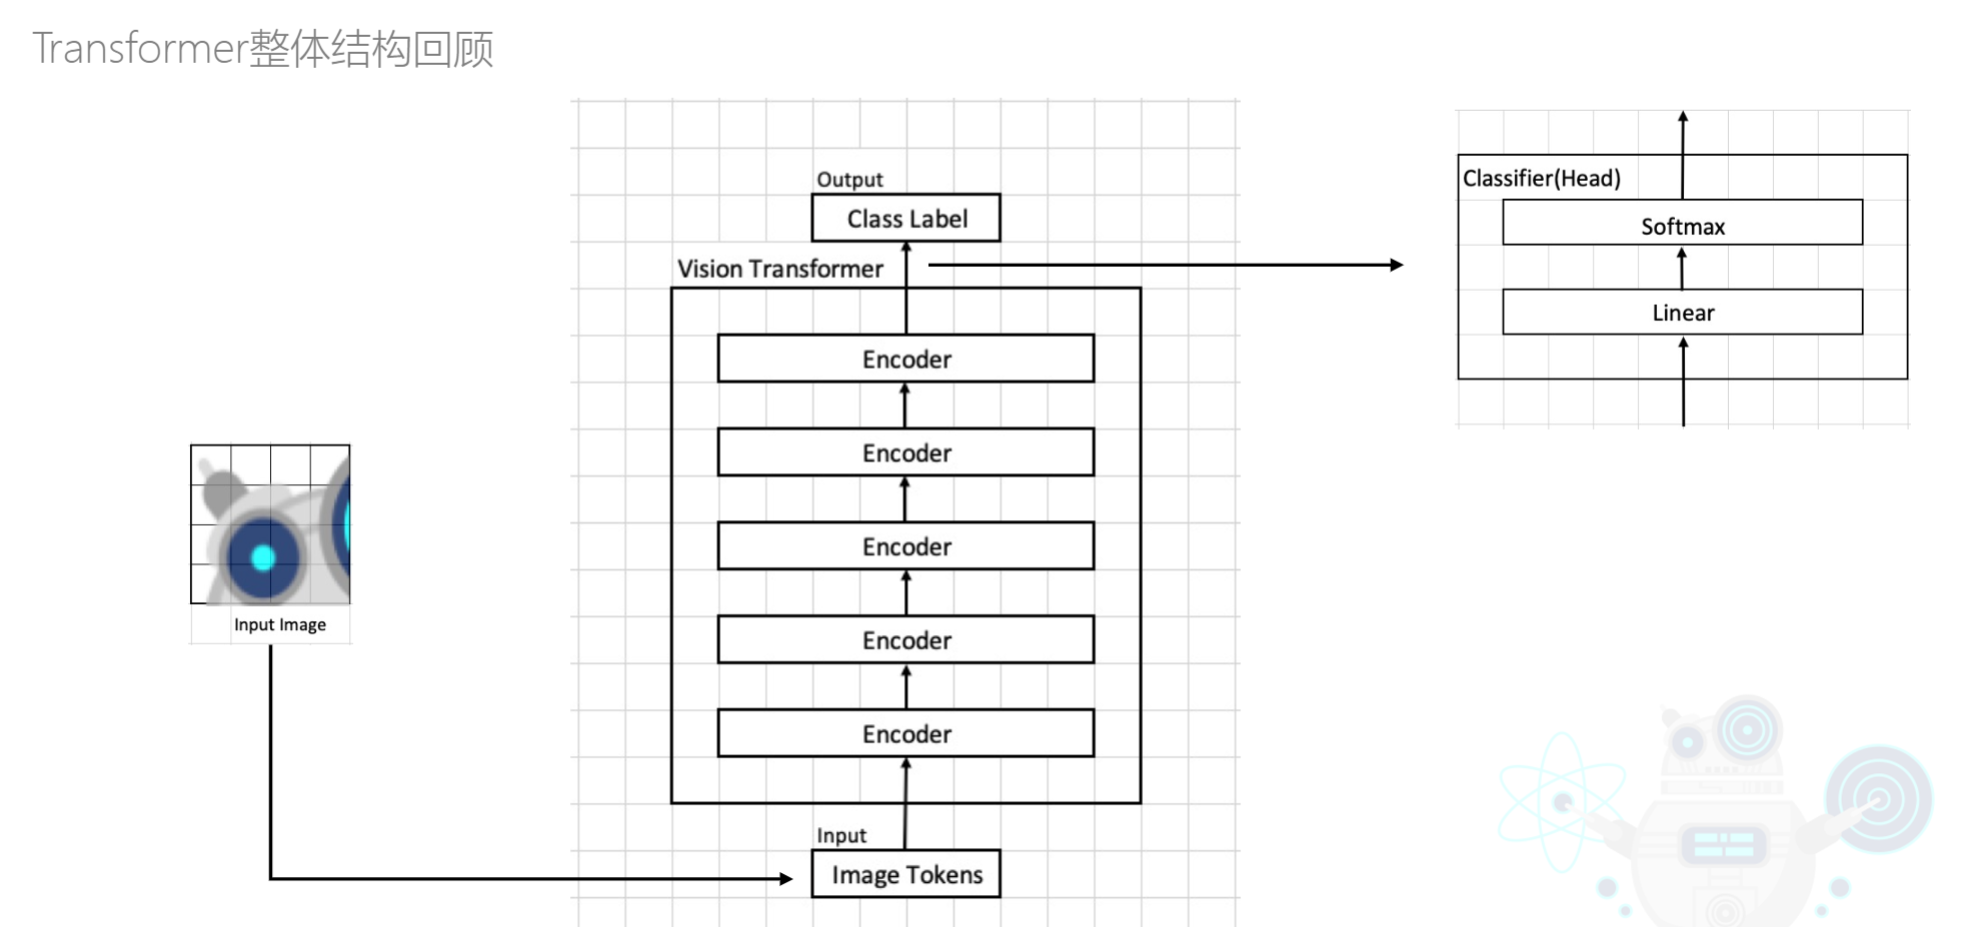 Transformer整体结构回顾
Output
Class Label
Vision Transformer
Encoder
Encoder
Encoder
Encoder
Encoder
Input
Image Tokens
Input Image
Classifier(Head)
Softmax
Linear